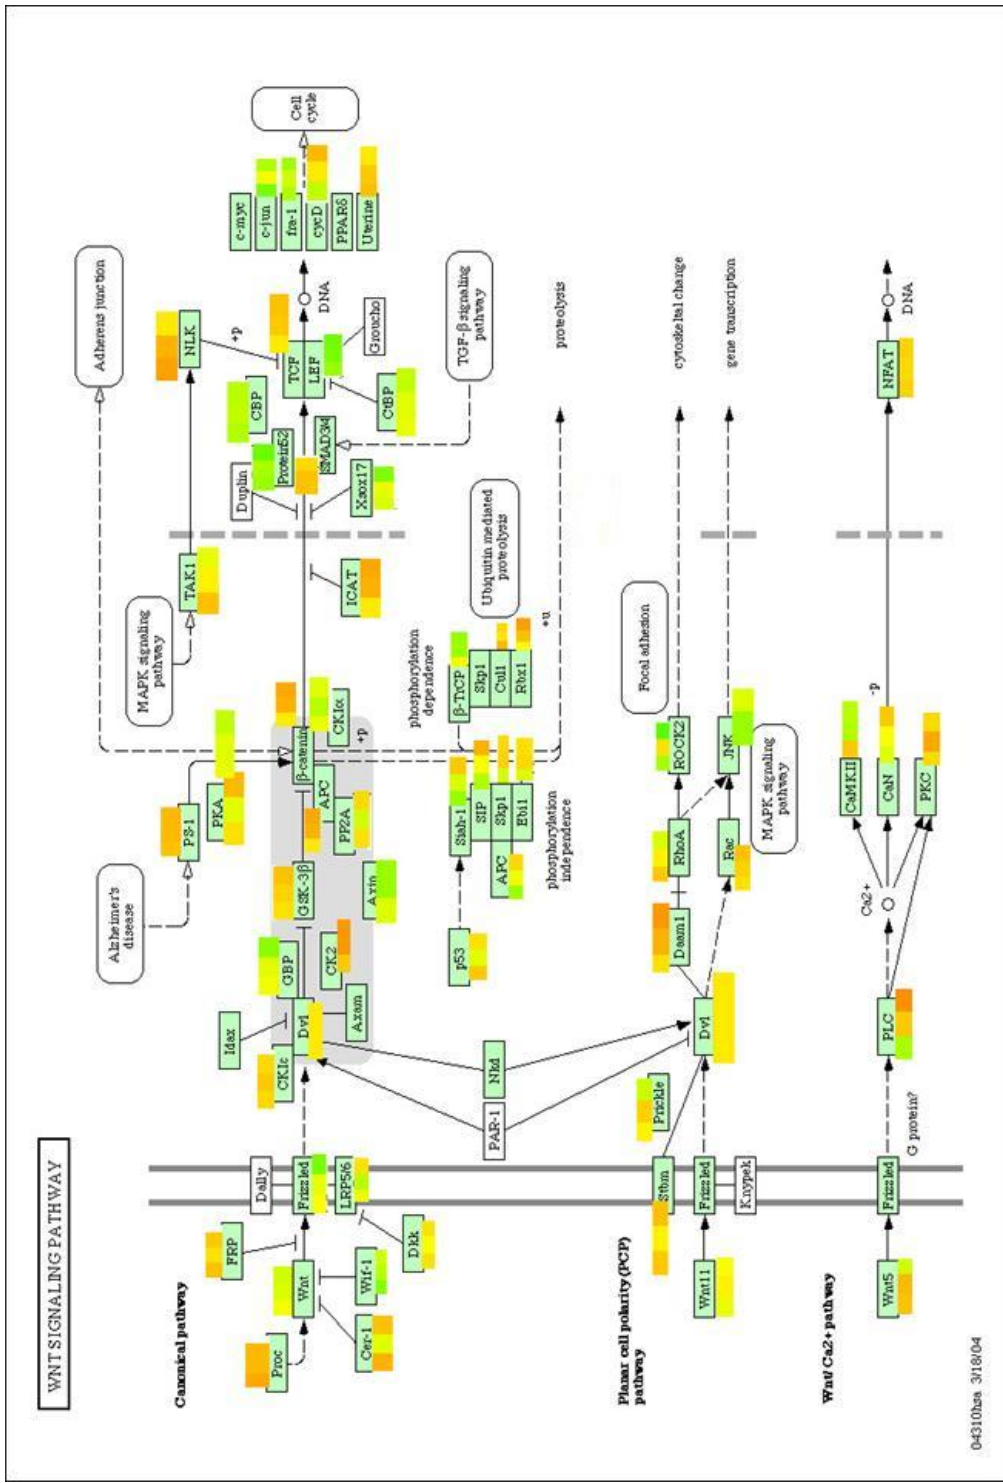 WNT SIGNALING PATHWAY
Canonical pathway
Proc
Wnt
Cer-1
Wif-1
FRP
Dkk
Dally
Frizzled
LRP5/6
Idax
CKIε
Dvl
Axam
GBP
CK2
GSK-3β
Axin
APC
PP2A
β-catenin
CKIα
+p
Alzheimer's
disease
PS-1
PKA
MAPK signaling
pathway
TAK1
NLK
+p
Adherens junction
ICAT
Duplin
Xsox17
Protein52
SMAD3/4
CBP
CtBP
TCF
LEF
Groucho
DNA
TGF-β signaling
pathway
c-myc
c-jun
fra-1
cycD
PPARδ
Uterine
Cell
cycle
PAR-1
Nkd
p53
Siah-1
SIP
Skp1
Ebi1
APC
phosphorylation
independence
phosphorylation
dependence
β-TrCP
Skp1
Cul1
Rbx1
+u
Ubiquitin mediated
proteolysis
proteolysis
Planar cell polarity (PCP)
pathway
Wnt11
Stbm
Frizzled
Knypek
Prickle
Dvl
Daam1
RhoA
Rac
ROCK2
JNK
Focal adhesion
MAPK signaling
pathway
cytoskeletal change
gene transcription
Wnt/Ca2+ pathway
Wnt5
Frizzled
G protein?
PLC
Ca2+
CaMKII
CaN
PKC
-p
NFAT
DNA
04310hsa 3/18/04